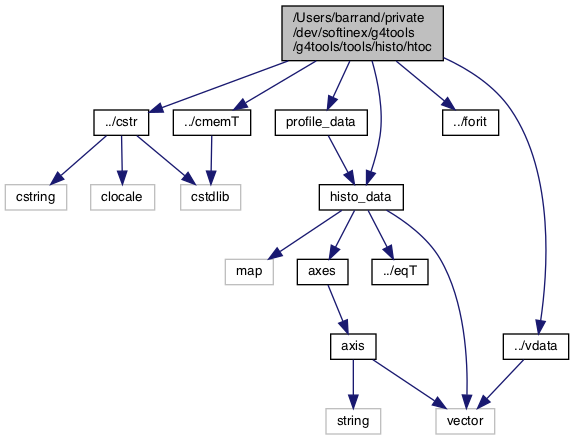 /Users/barrand/private
/dev/softinex/g4tools
/g4tools/tools/histo/htoc
../cstr
../cmemT
profile_data
../forit
cstring
clocale
cstdlib
histo_data
map
axes
../eqT
axis
../vdata
string
vector